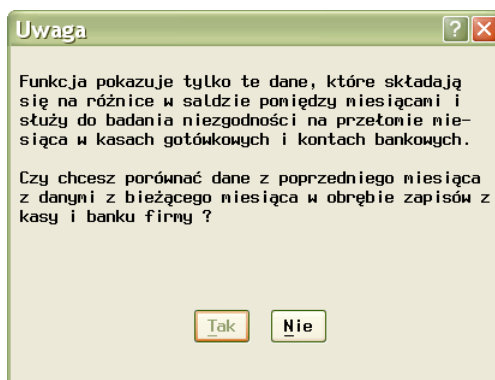 Uwaga
Funkcja pokazuje tylko te dane, które składają
się na różnice w saldzie pomiędzy miesiącami i
służy do badania niezgodności na przełomie mie-
siąca w kasach gotówkowych i kontach bankowych.
Czy chcesz porównać dane z poprzedniego miesiąca
z danymi z bieżącego miesiąca w obrębie zapisów z
kasy i banku firmy ?
Tak Nie